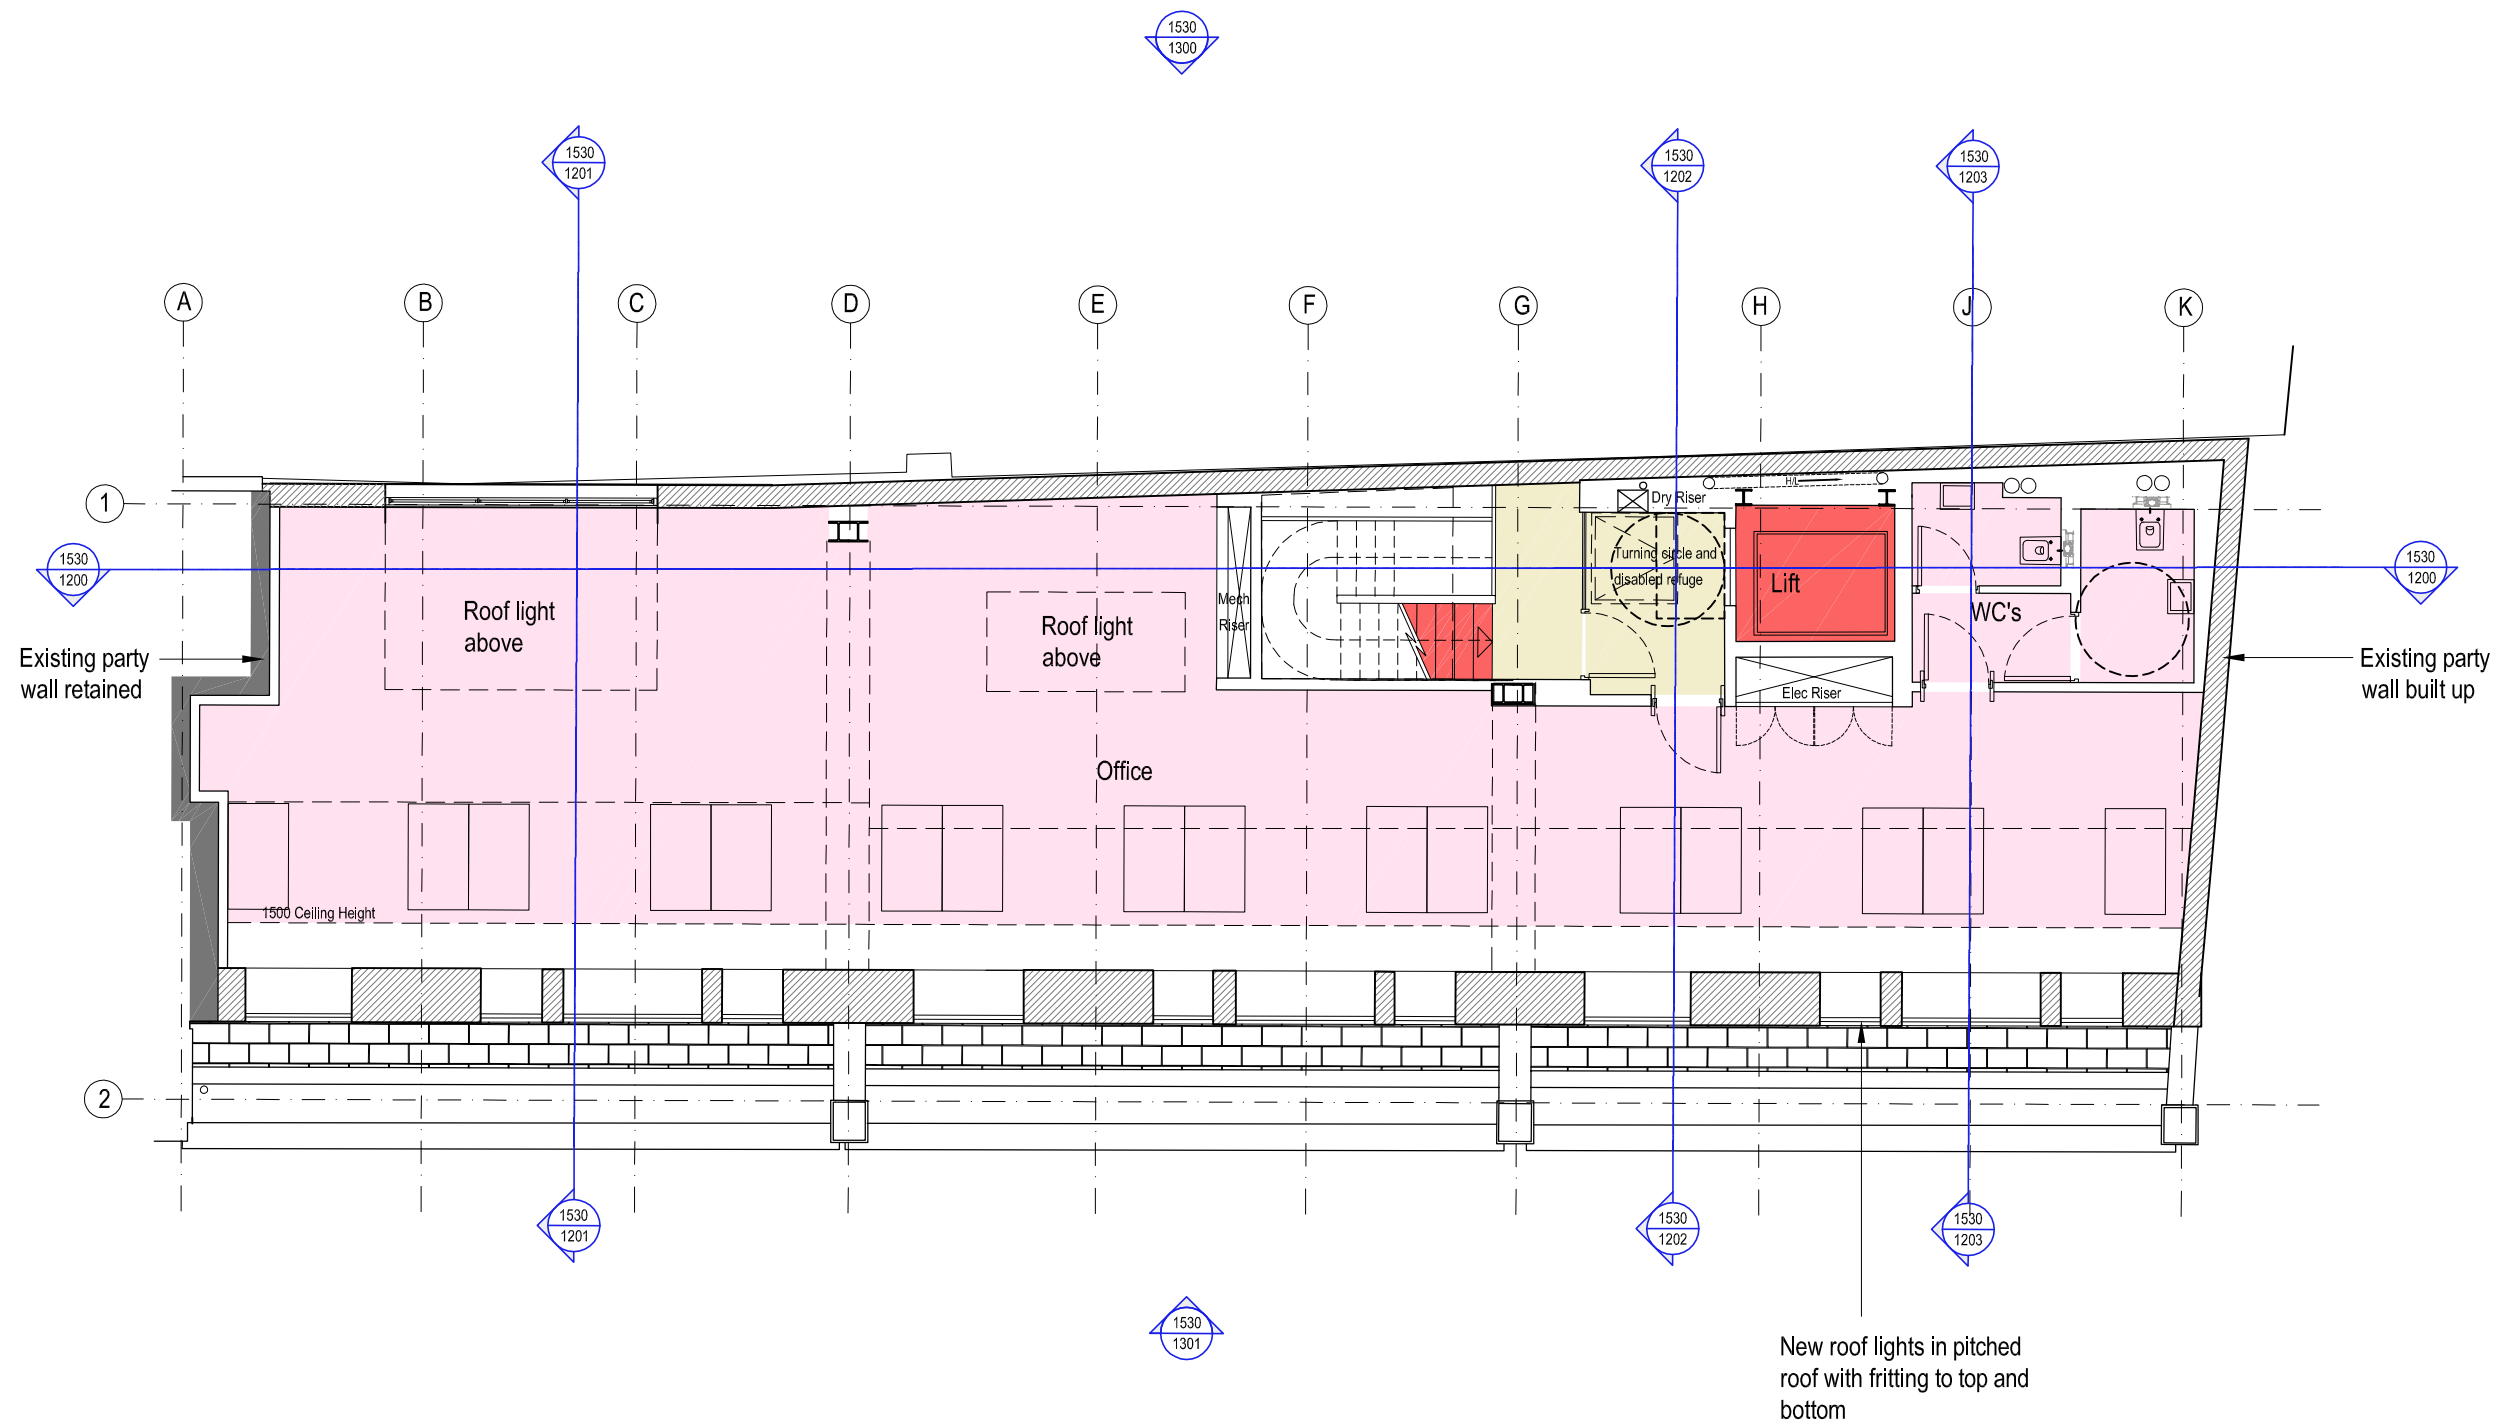 1530
1300
1530
1201
1530
1202
1530
1203
A
B
C
D
E
F
G
H
J
K
1
H/L
Dry Riser
1530
1200
Turning circle and
disabled refuge
Lift
1530
1200
Mech
Riser
WC's
Roof light
above
Roof light
above
Existing party
wall retained
Existing party
wall built up
Elec Riser
Office
1500 Ceiling Height
2
1530
1201
1530
1202
1530
1203
1530
1301
New roof lights in pitched
roof with fritting to top and
bottom